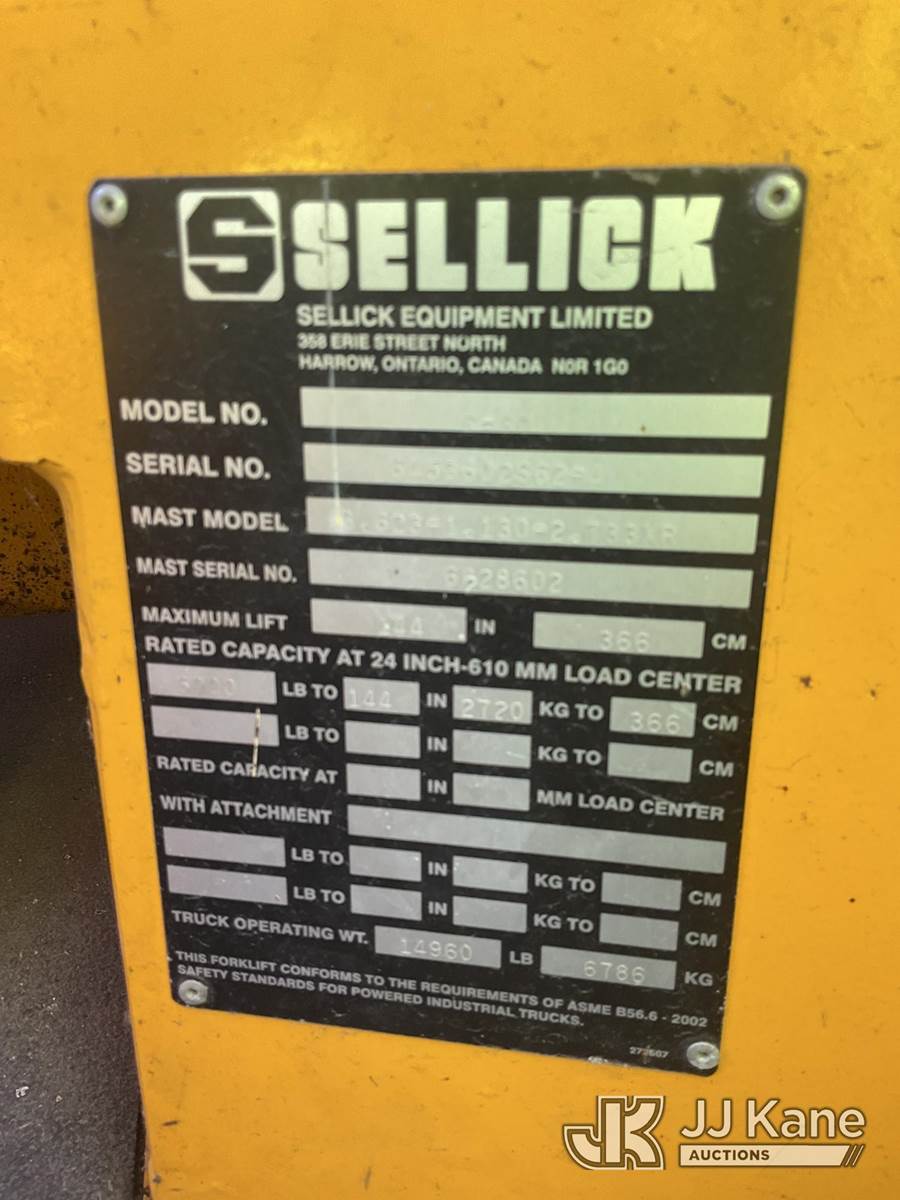 S SELLICK
SELLICK EQUIPMENT LIMITED
358 ERIE STREET NORTH
HARROW, ONTARIO, CANADA N0R 1G0
MODEL NO.
SERIAL NO.
MAST MODEL
MAST SERIAL NO. 6628602
MAXIMUM LIFT 144 IN 366 CM
RATED CAPACITY AT 24 INCH-610 MM LOAD CENTER
LB TO 144 IN 2720 KG TO 366 CM
LB TO IN KG TO CM
RATED CAPACITY AT IN MM LOAD CENTER
WITH ATTACHMENT
LB TO IN KG TO CM
LB TO IN KG TO CM
TRUCK OPERATING WT. 14960 LB 6786 KG
THIS FORKLIFT CONFORMS TO THE REQUIREMENTS OF ASME B56.6 - 2002
SAFETY STANDARDS FOR POWERED INDUSTRIAL TRUCKS.
JK JJ Kane
AUCTIONS